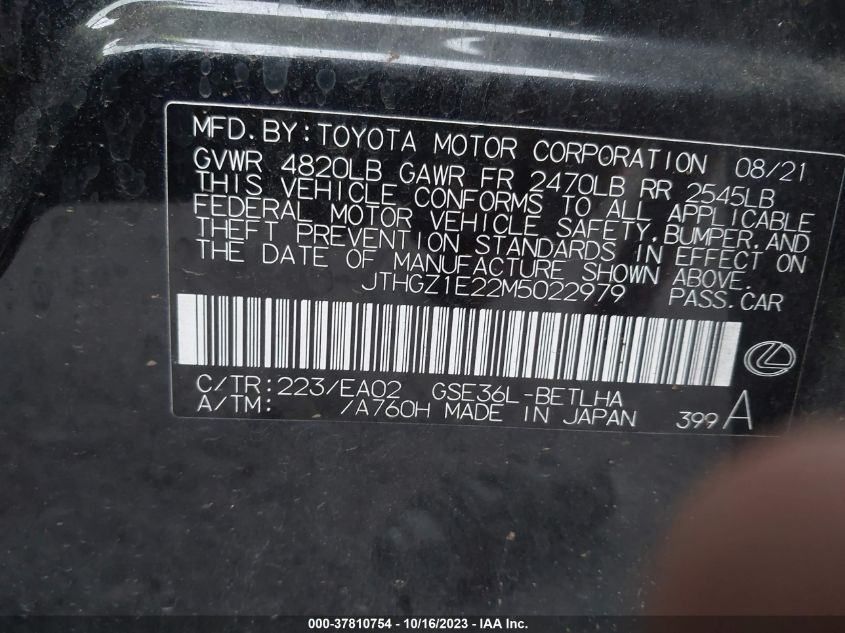 MFD. BY: TOYOTA MOTOR CORPORATION 08/21
GVWR 4820LB GAWR FR 2470LB RR 2545LB
THIS VEHICLE CONFORMS TO ALL APPLICABLE
FEDERAL MOTOR VEHICLE SAFETY, BUMPER, AND
THEFT PREVENTION STANDARDS IN EFFECT ON
THE DATE OF MANUFACTURE SHOWN ABOVE.
JTHGZ1E22M5022979 PASS. CAR
C/TR: 223/EA02 GSE36L-BETLHA
A/TM: /A760H MADE IN JAPAN 399 A
000-37810754 - 10/16/2023 - IAA Inc.